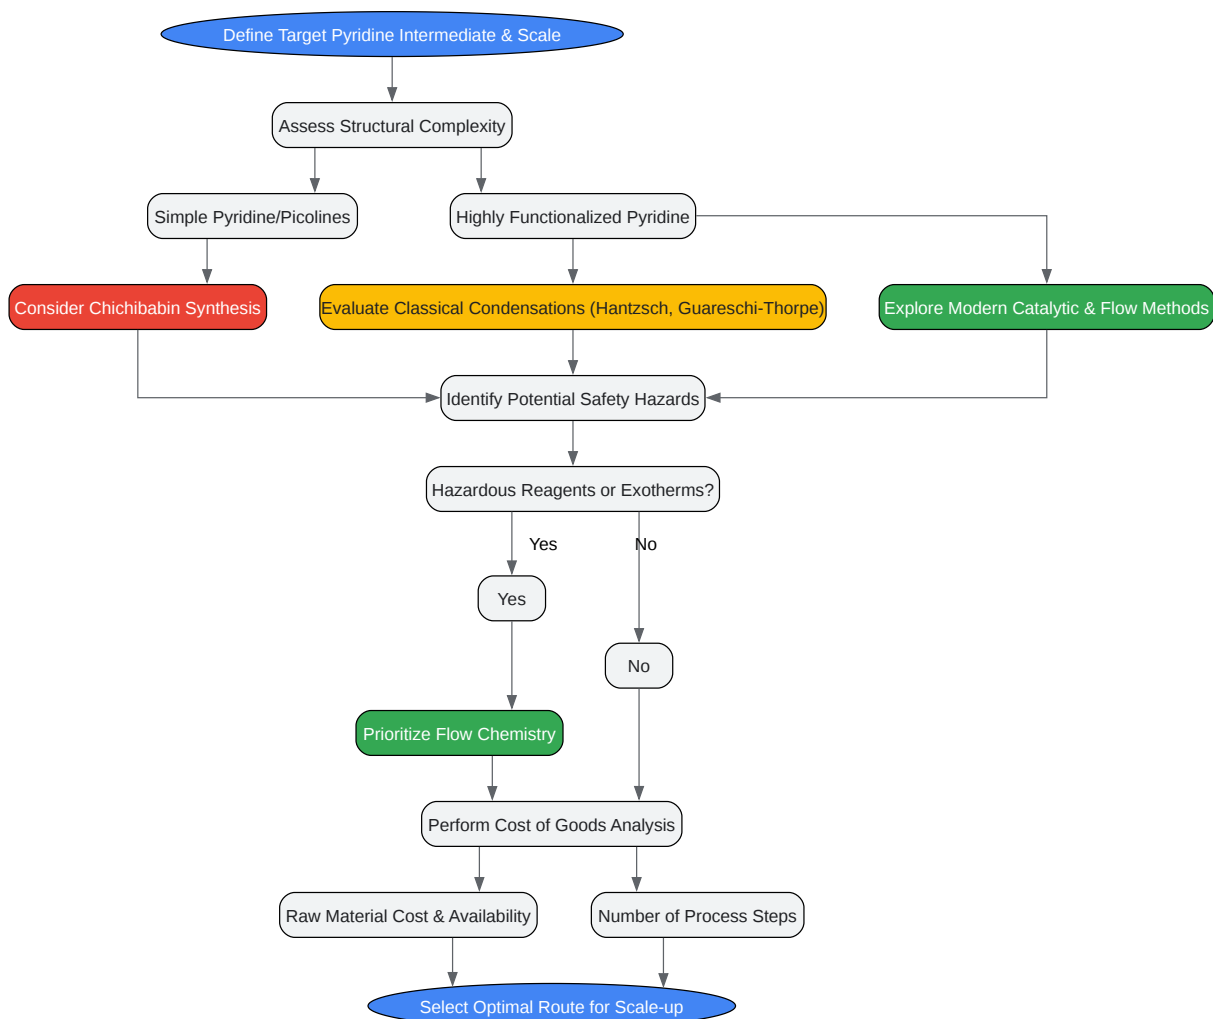 Define Target Pyridine Intermediate & Scale
Assess Structural Complexity
Simple Pyridine/Picolines
Highly Functionalized Pyridine
Consider Chichibabin Synthesis
Evaluate Classical Condensations (Hantzsch, Guareschi-Thorpe)
Explore Modern Catalytic & Flow Methods
Identify Potential Safety Hazards
Hazardous Reagents or Exotherms?
Yes
No
Yes
No
Prioritize Flow Chemistry
Perform Cost of Goods Analysis
Raw Material Cost & Availability
Number of Process Steps
Select Optimal Route for Scale-up